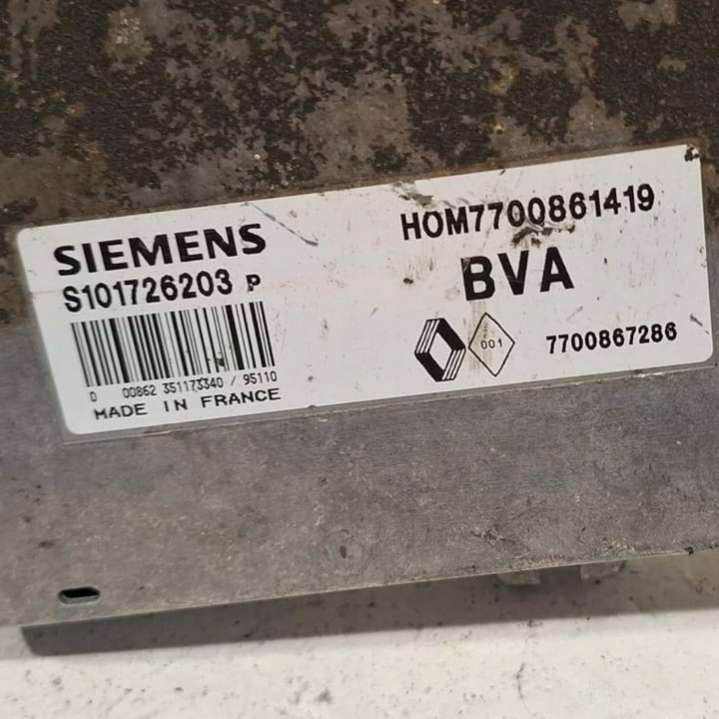 SIEMENS
S101726203 P
0 00862 351173340 / 95110
MADE IN FRANCE
HOM7700861419
BVA
001
7700867286